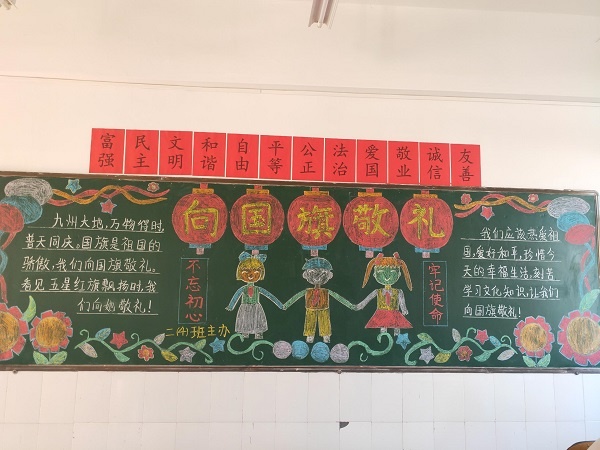 富强 民主 文明 和谐 自由 平等 公正 法治 爱国 敬业 诚信 友善
向国旗敬礼
九州大地,万物得时
普天同庆。国旗是祖国的
骄傲,我们向国旗敬礼。
看见五星红旗飘扬时,我
们向她敬礼!
不忘初心
二(4)班主办
牢记使命
我们应该热爱祖
国,爱好和平,珍惜今
天的幸福生活,刻苦
学习文化知识,让我们
向国旗敬礼!